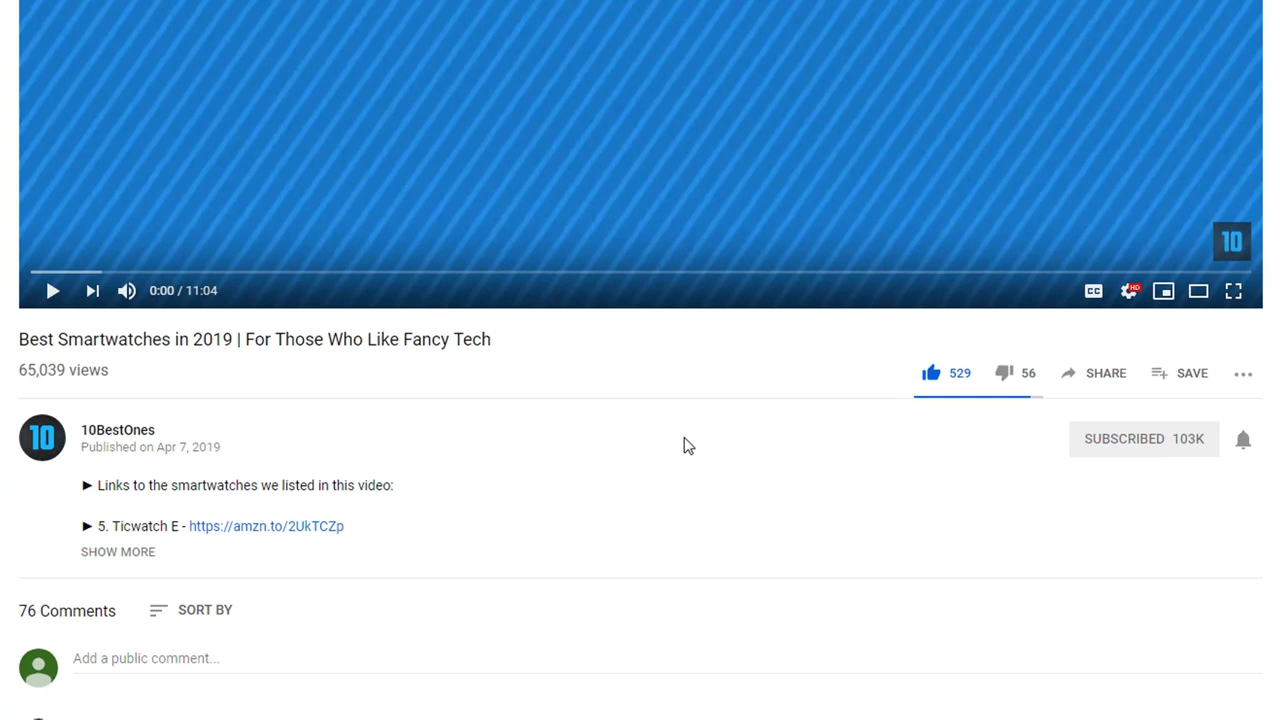 10
0:00 / 11:04
CC
HD
Best Smartwatches in 2019 | For Those Who Like Fancy Tech
65,039 views
529 56 SHARE SAVE
10 10BestOnes
Published on Apr 7, 2019
SUBSCRIBED 103K
► Links to the smartwatches we listed in this video:
► 5. Ticwatch E - https://amzn.to/2UkTCZp
SHOW MORE
76 Comments SORT BY
Add a public comment...